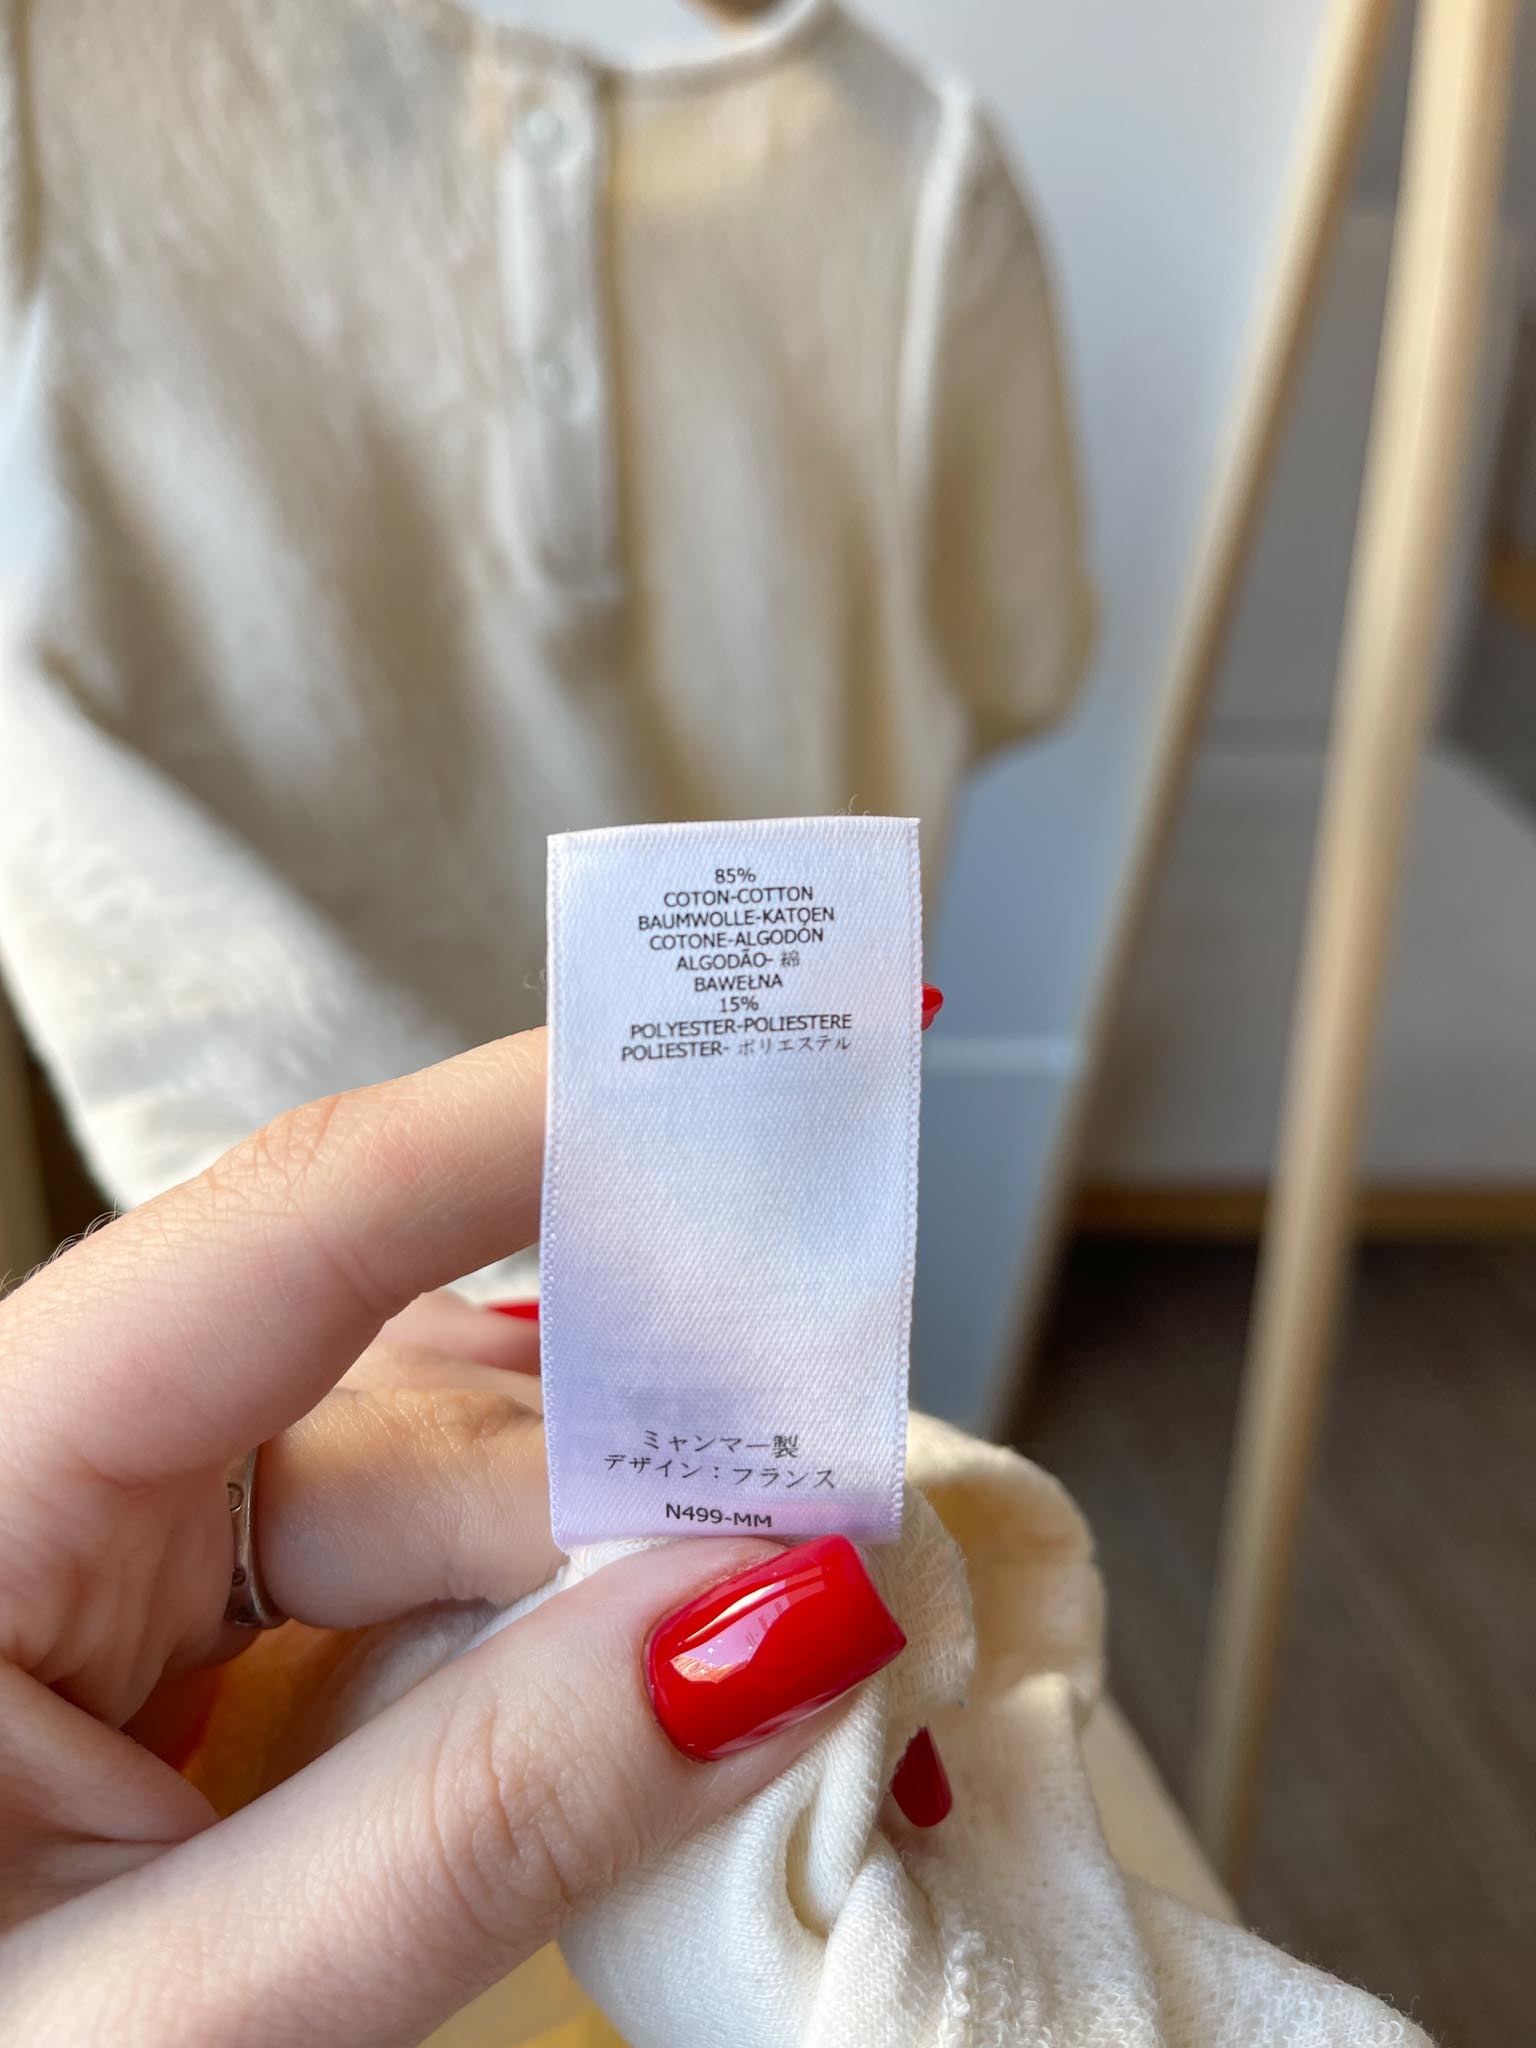 85%
COTON-COTTON
BAUMWOLLE-KATOEN
COTONE-ALGODÓN
ALGODÃO- 綿
BAWEŁNA
15%
POLYESTER-POLIESTERE
POLIESTER- ポリエステル
ミャンマー製
デザイン：フランス
N499-MM